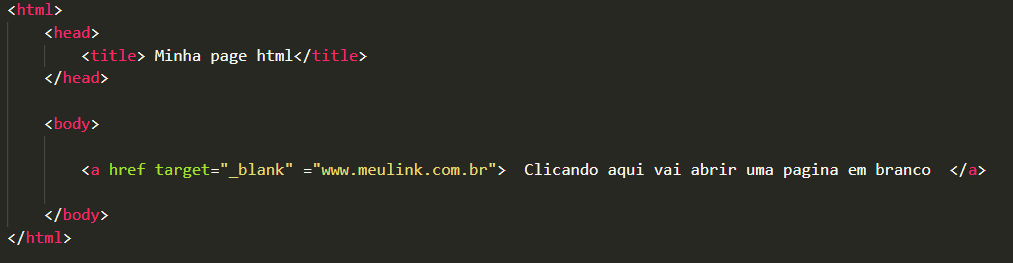 <html>
<head>
<title> Minha page html</title>
</head>
<body>
<a href target="_blank" ="www.meulink.com.br">  Clicando aqui vai abrir uma pagina em branco  </a>
</body>
</html>